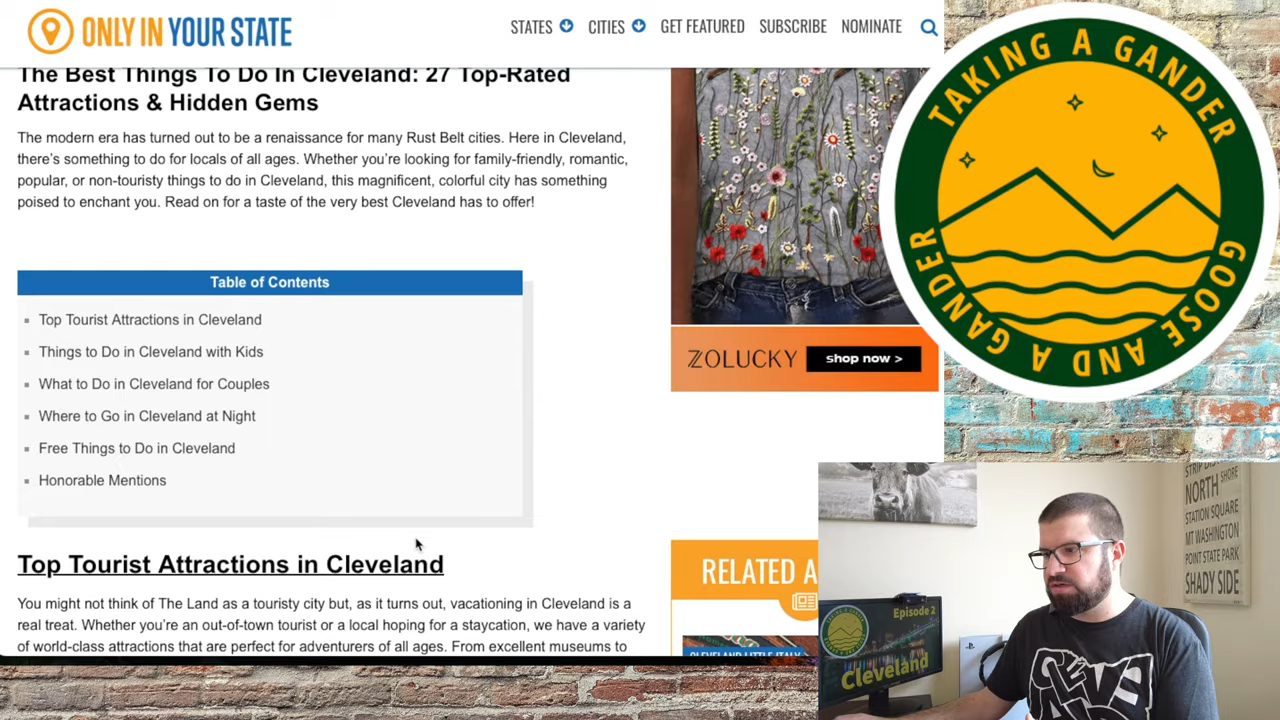 ONLY IN YOUR STATE
STATES
CITIES
GET FEATURED
SUBSCRIBE
NOMINATE
The Best Things To Do In Cleveland: 27 Top-Rated
Attractions & Hidden Gems
The modern era has turned out to be a renaissance for many Rust Belt cities. Here in Cleveland,
there's something to do for locals of all ages. Whether you're looking for family-friendly, romantic,
popular, or non-touristy things to do in Cleveland, this magnificent, colorful city has something
poised to enchant you. Read on for a taste of the very best Cleveland has to offer!
Table of Contents
Top Tourist Attractions in Cleveland
Things to Do in Cleveland with Kids
What to Do in Cleveland for Couples
Where to Go in Cleveland at Night
Free Things to Do in Cleveland
Honorable Mentions
Top Tourist Attractions in Cleveland
You might not think of The Land as a touristy city but, as it turns out, vacationing in Cleveland is a
real treat. Whether you're an out-of-town tourist or a local hoping for a staycation, we have a variety
of world-class attractions that are perfect for adventurers of all ages. From excellent museums to
ZOLUCKY
shop now >
RELATED A
CLEVELAND LITTLE ITALY
TAKING A GANDER
GOOSE AND A GANDER
Episode 2
Cleveland
NORTH SHORE
STATION SQUARE
MT WASHINGTON
POINT STATE PARK
SHADY SIDE
CLEVE